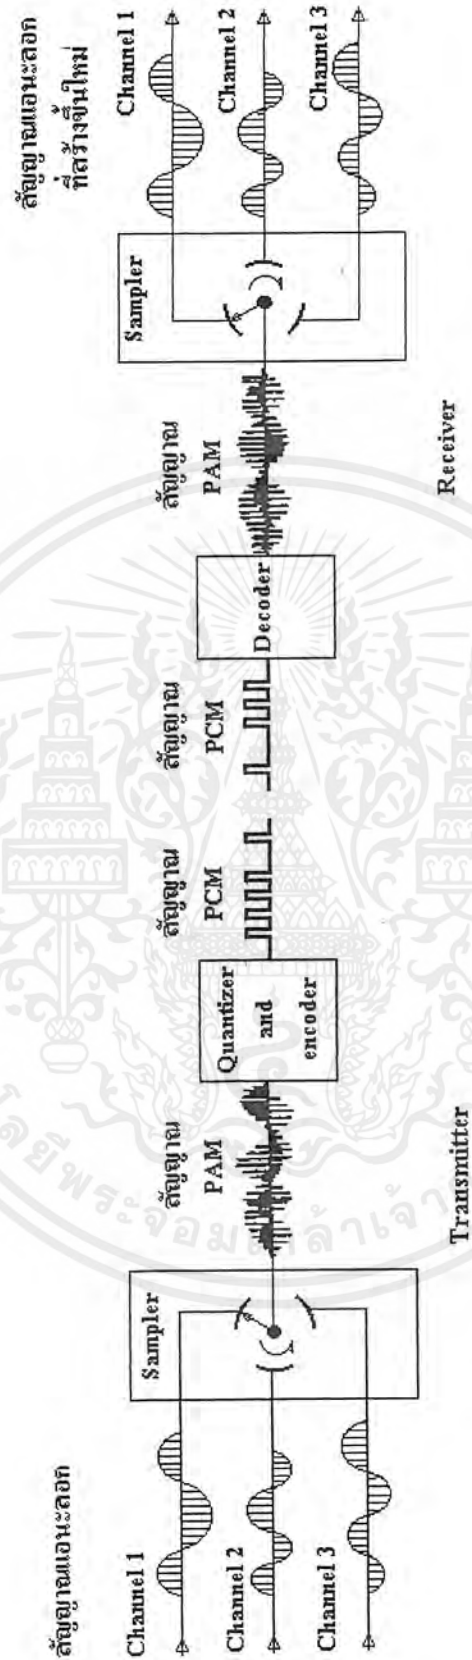 สัญญาณแอนะลอก
Channel 1
Channel 2
Channel 3
Sampler
สัญญาณ
PAM
Quantizer
and
encoder
สัญญาณ
PCM
Transmitter
สัญญาณ
PCM
Decoder
สัญญาณ
PAM
Sampler
Receiver
สัญญาณแอนะลอก
ที่สร้างขึ้นใหม่
Channel 1
Channel 2
Channel 3